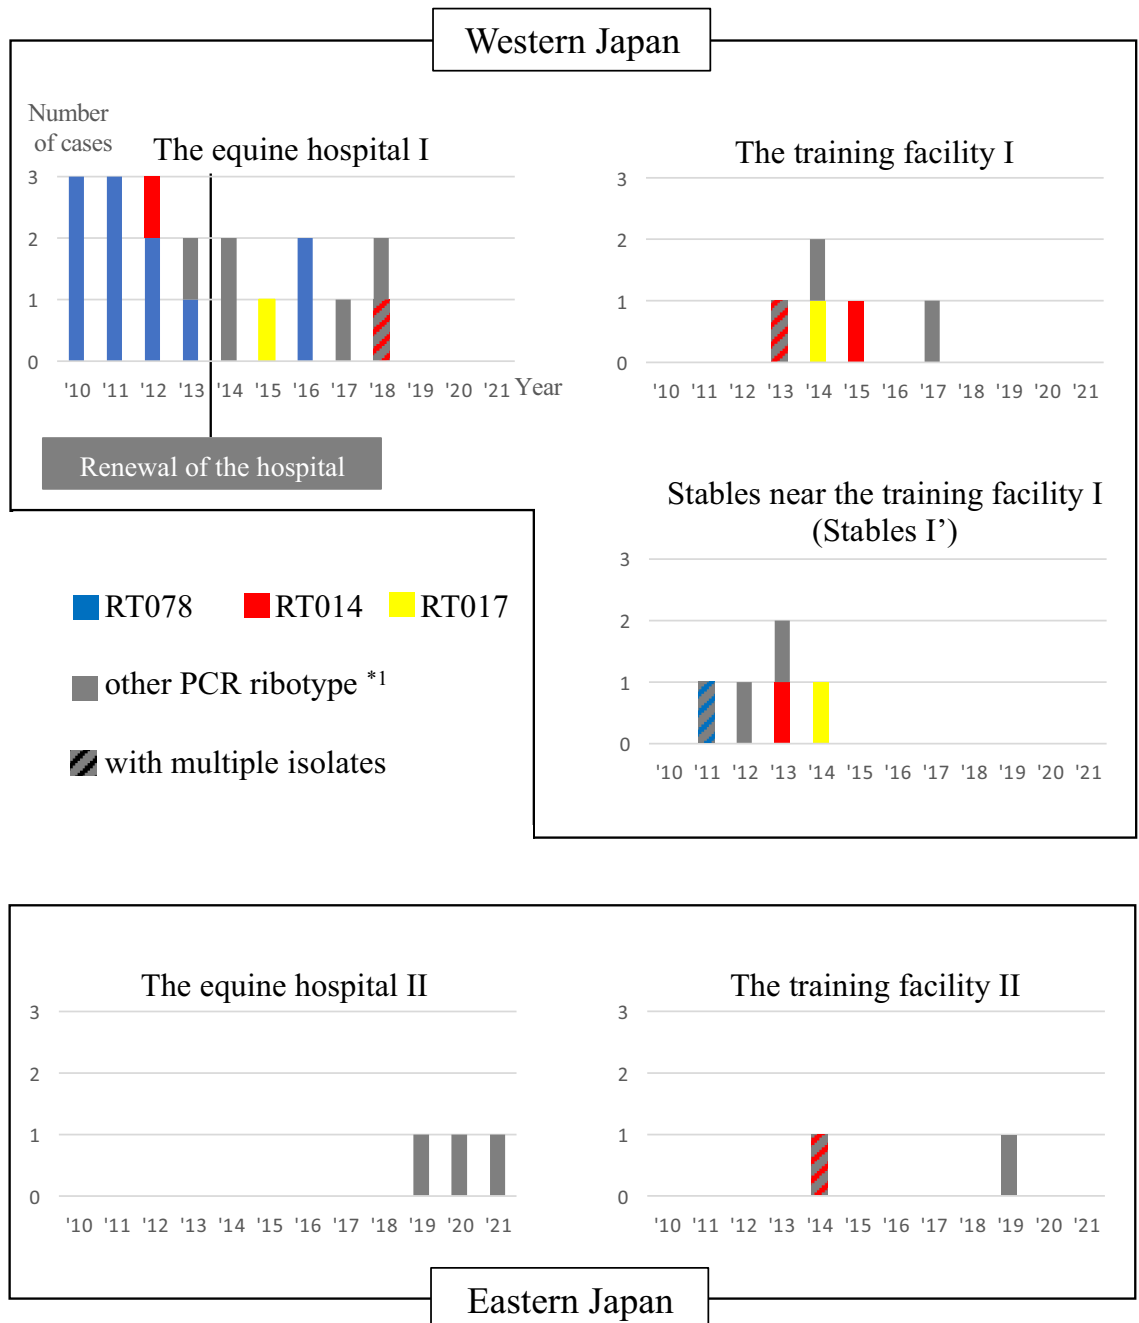 Western Japan
Number
of cases
The equine hospital I
3
2
1
0
'10 '11 '12 '13 '14 '15 '16 '17 '18 '19 '20 '21 Year
Renewal of the hospital
The training facility I
3
2
1
0
'10 '11 '12 '13 '14 '15 '16 '17 '18 '19 '20 '21
Stables near the training facility I
(Stables I’)
3
2
1
0
'10 '11 '12 '13 '14 '15 '16 '17 '18 '19 '20 '21
RT078 RT014 RT017
other PCR ribotype *1
with multiple isolates
The equine hospital II
3
2
1
0
'10 '11 '12 '13 '14 '15 '16 '17 '18 '19 '20 '21
The training facility II
3
2
1
0
'10 '11 '12 '13 '14 '15 '16 '17 '18 '19 '20 '21
Eastern Japan